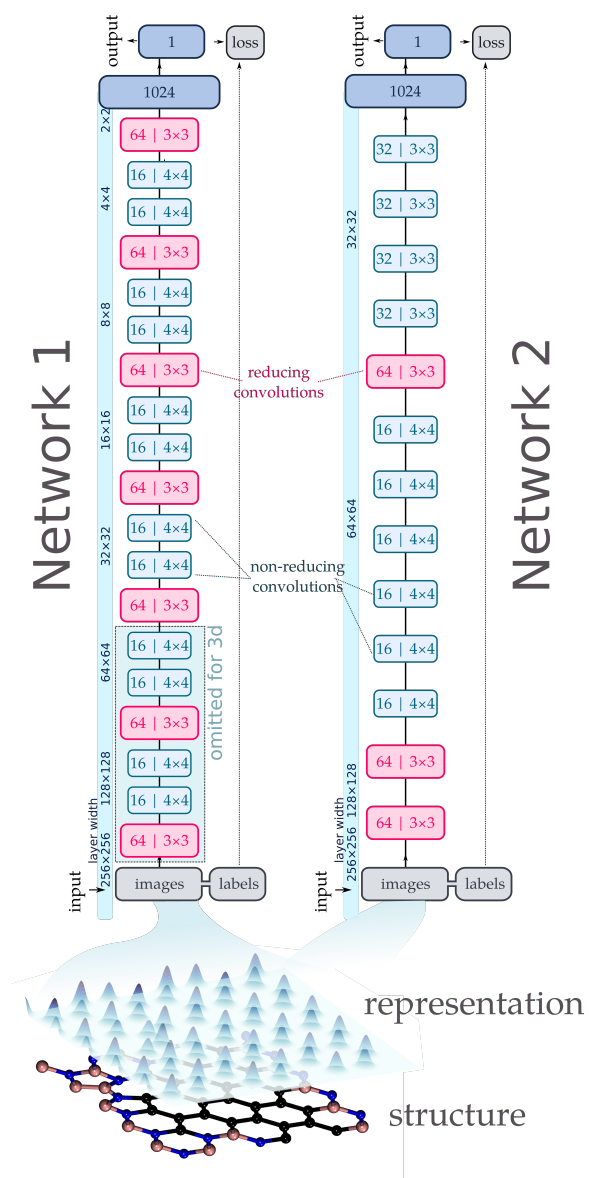 Network 1
output
1
loss
1024
2×2
64 | 3×3
16 | 4×4
4×4
16 | 4×4
64 | 3×3
16 | 4×4
8×8
16 | 4×4
64 | 3×3
16 | 4×4
16×16
16 | 4×4
64 | 3×3
16 | 4×4
32×32
16 | 4×4
64 | 3×3
omitted for 3d
16 | 4×4
64×64
16 | 4×4
64 | 3×3
16 | 4×4
128×128
16 | 4×4
64 | 3×3
layer width
256×256
input
images
labels
reducing
convolutions
non-reducing
convolutions
Network 2
output
1
loss
1024
32 | 3×3
32 | 3×3
32×32
32 | 3×3
32 | 3×3
64 | 3×3
16 | 4×4
16 | 4×4
64×64
16 | 4×4
16 | 4×4
16 | 4×4
16 | 4×4
64 | 3×3
128×128
64 | 3×3
layer width
256×256
input
images
labels
representation
structure